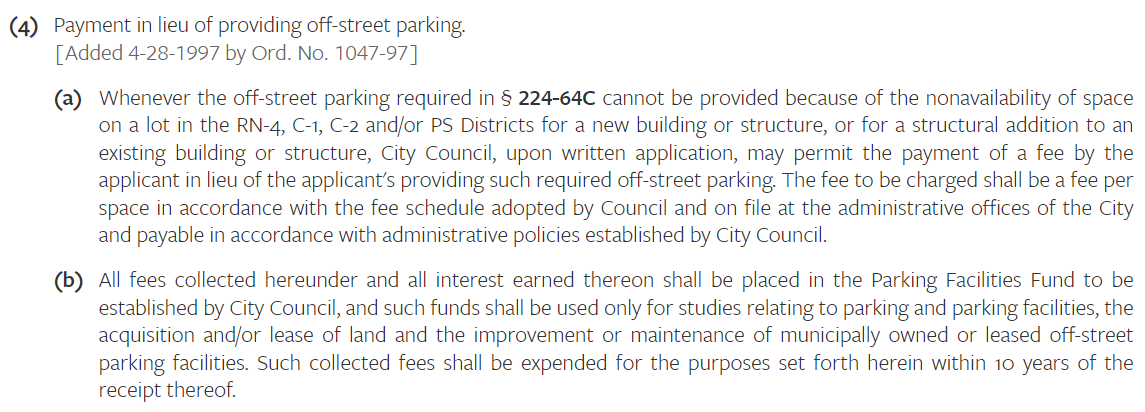 (4) Payment in lieu of providing off-street parking.
[Added 4-28-1997 by Ord. No. 1047-97]
(a) Whenever the off-street parking required in § 224-64C cannot be provided because of the nonavailability of space
on a lot in the RN-4, C-1, C-2 and/or PS Districts for a new building or structure, or for a structural addition to an
existing building or structure, City Council, upon written application, may permit the payment of a fee by the
applicant in lieu of the applicant's providing such required off-street parking. The fee to be charged shall be a fee per
space in accordance with the fee schedule adopted by Council and on file at the administrative offices of the City
and payable in accordance with administrative policies established by City Council.
(b) All fees collected hereunder and all interest earned thereon shall be placed in the Parking Facilities Fund to be
established by City Council, and such funds shall be used only for studies relating to parking and parking facilities, the
acquisition and/or lease of land and the improvement or maintenance of municipally owned or leased off-street
parking facilities. Such collected fees shall be expended for the purposes set forth herein within 10 years of the
receipt thereof.